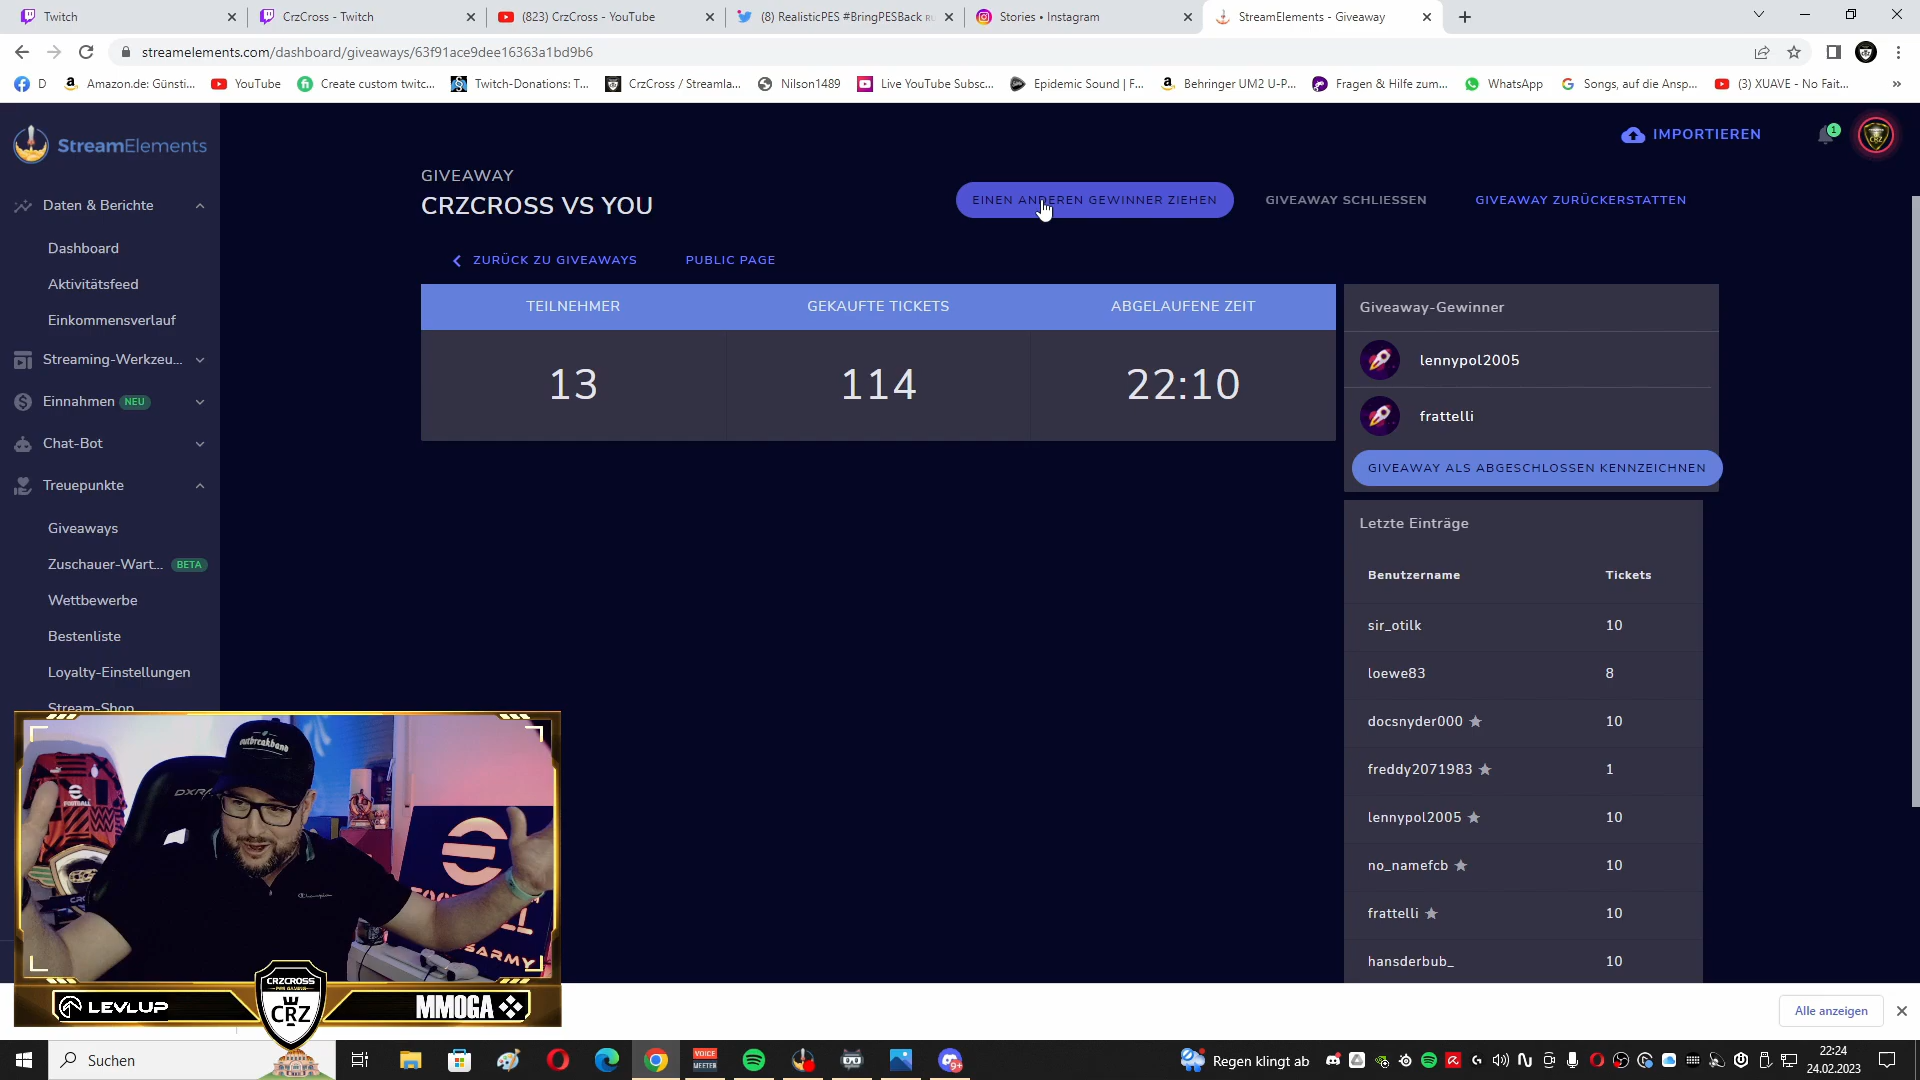 Twitch
CrzCross - Twitch
(823) CrzCross - YouTube
(8) RealisticPES #BringPESBack
Stories • Instagram
StreamElements - Giveaway
streamelements.com/dashboard/giveaways/63f91ace9dee16363a1bd9b6
D
Amazon.de: Günsti...
YouTube
Create custom twitc...
Twitch-Donations: T...
CrzCross / Streamla...
Nilson1489
Live YouTube Subsc...
Epidemic Sound | F...
Behringer UM2 U-P...
Fragen & Hilfe zum...
WhatsApp
Songs, auf die Ansp...
(3) XUAVE - No Fait...
StreamElements
IMPORTIEREN
1
GIVEAWAY
CRZCROSS VS YOU
EINEN ANDEREN GEWINNER ZIEHEN
GIVEAWAY SCHLIESSEN
GIVEAWAY ZURÜCKERSTATTEN
ZURÜCK ZU GIVEAWAYS
PUBLIC PAGE
Daten & Berichte
Dashboard
Aktivitätsfeed
Einkommensverlauf
Streaming-Werkzeu...
Einnahmen NEU
Chat-Bot
Treuepunkte
Giveaways
Zuschauer-Wart... BETA
Wettbewerbe
Bestenliste
Loyalty-Einstellungen
Stream-Shop
TEILNEHMER
GEKAUFTE TICKETS
ABGELAUFENE ZEIT
13
114
22:10
Giveaway-Gewinner
lennypol2005
frattelli
GIVEAWAY ALS ABGESCHLOSSEN KENNZEICHNEN
Letzte Einträge
Benutzername Tickets
sir_otilk 10
loewe83 8
docsnyder000 10
freddy2071983 1
lennypol2005 10
no_namefcb 10
frattelli 10
hansderbub_ 10
outbreakband
Champion
ARMY
LEVLUP
CRZCROSS
CRZ
MMOGA
Alle anzeigen
Suchen
VOICE
MEETER
9+
Regen klingt ab
22:24
24.02.2023